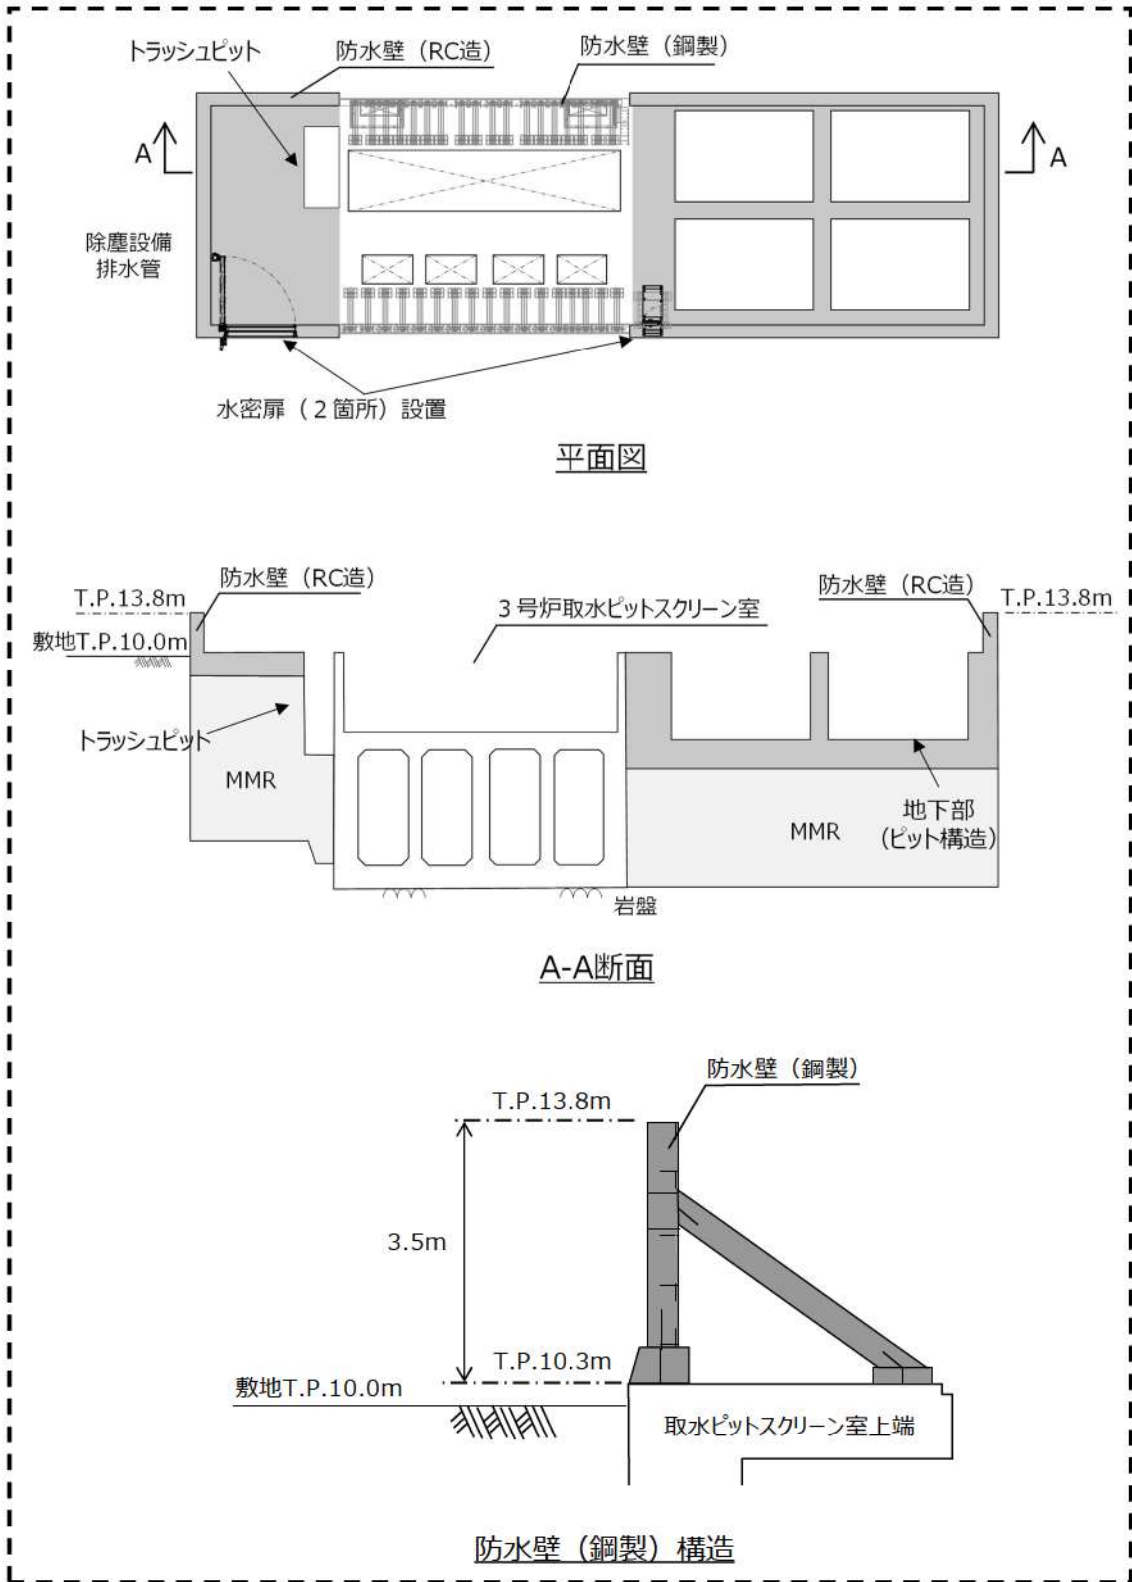 トラッシュピット
防水壁（RC造）
防水壁（鋼製）
A
A
除塵設備
排水管
水密扉（２箇所）設置
平面図
防水壁（RC造）
防水壁（RC造）
T.P.13.8m
T.P.13.8m
３号炉取水ピットスクリーン室
敷地T.P.10.0m
トラッシュピット
MMR
MMR
地下部
（ピット構造）
岩盤
A-A断面
防水壁（鋼製）
T.P.13.8m
3.5m
T.P.10.3m
敷地T.P.10.0m
取水ピットスクリーン室上端
防水壁（鋼製）構造